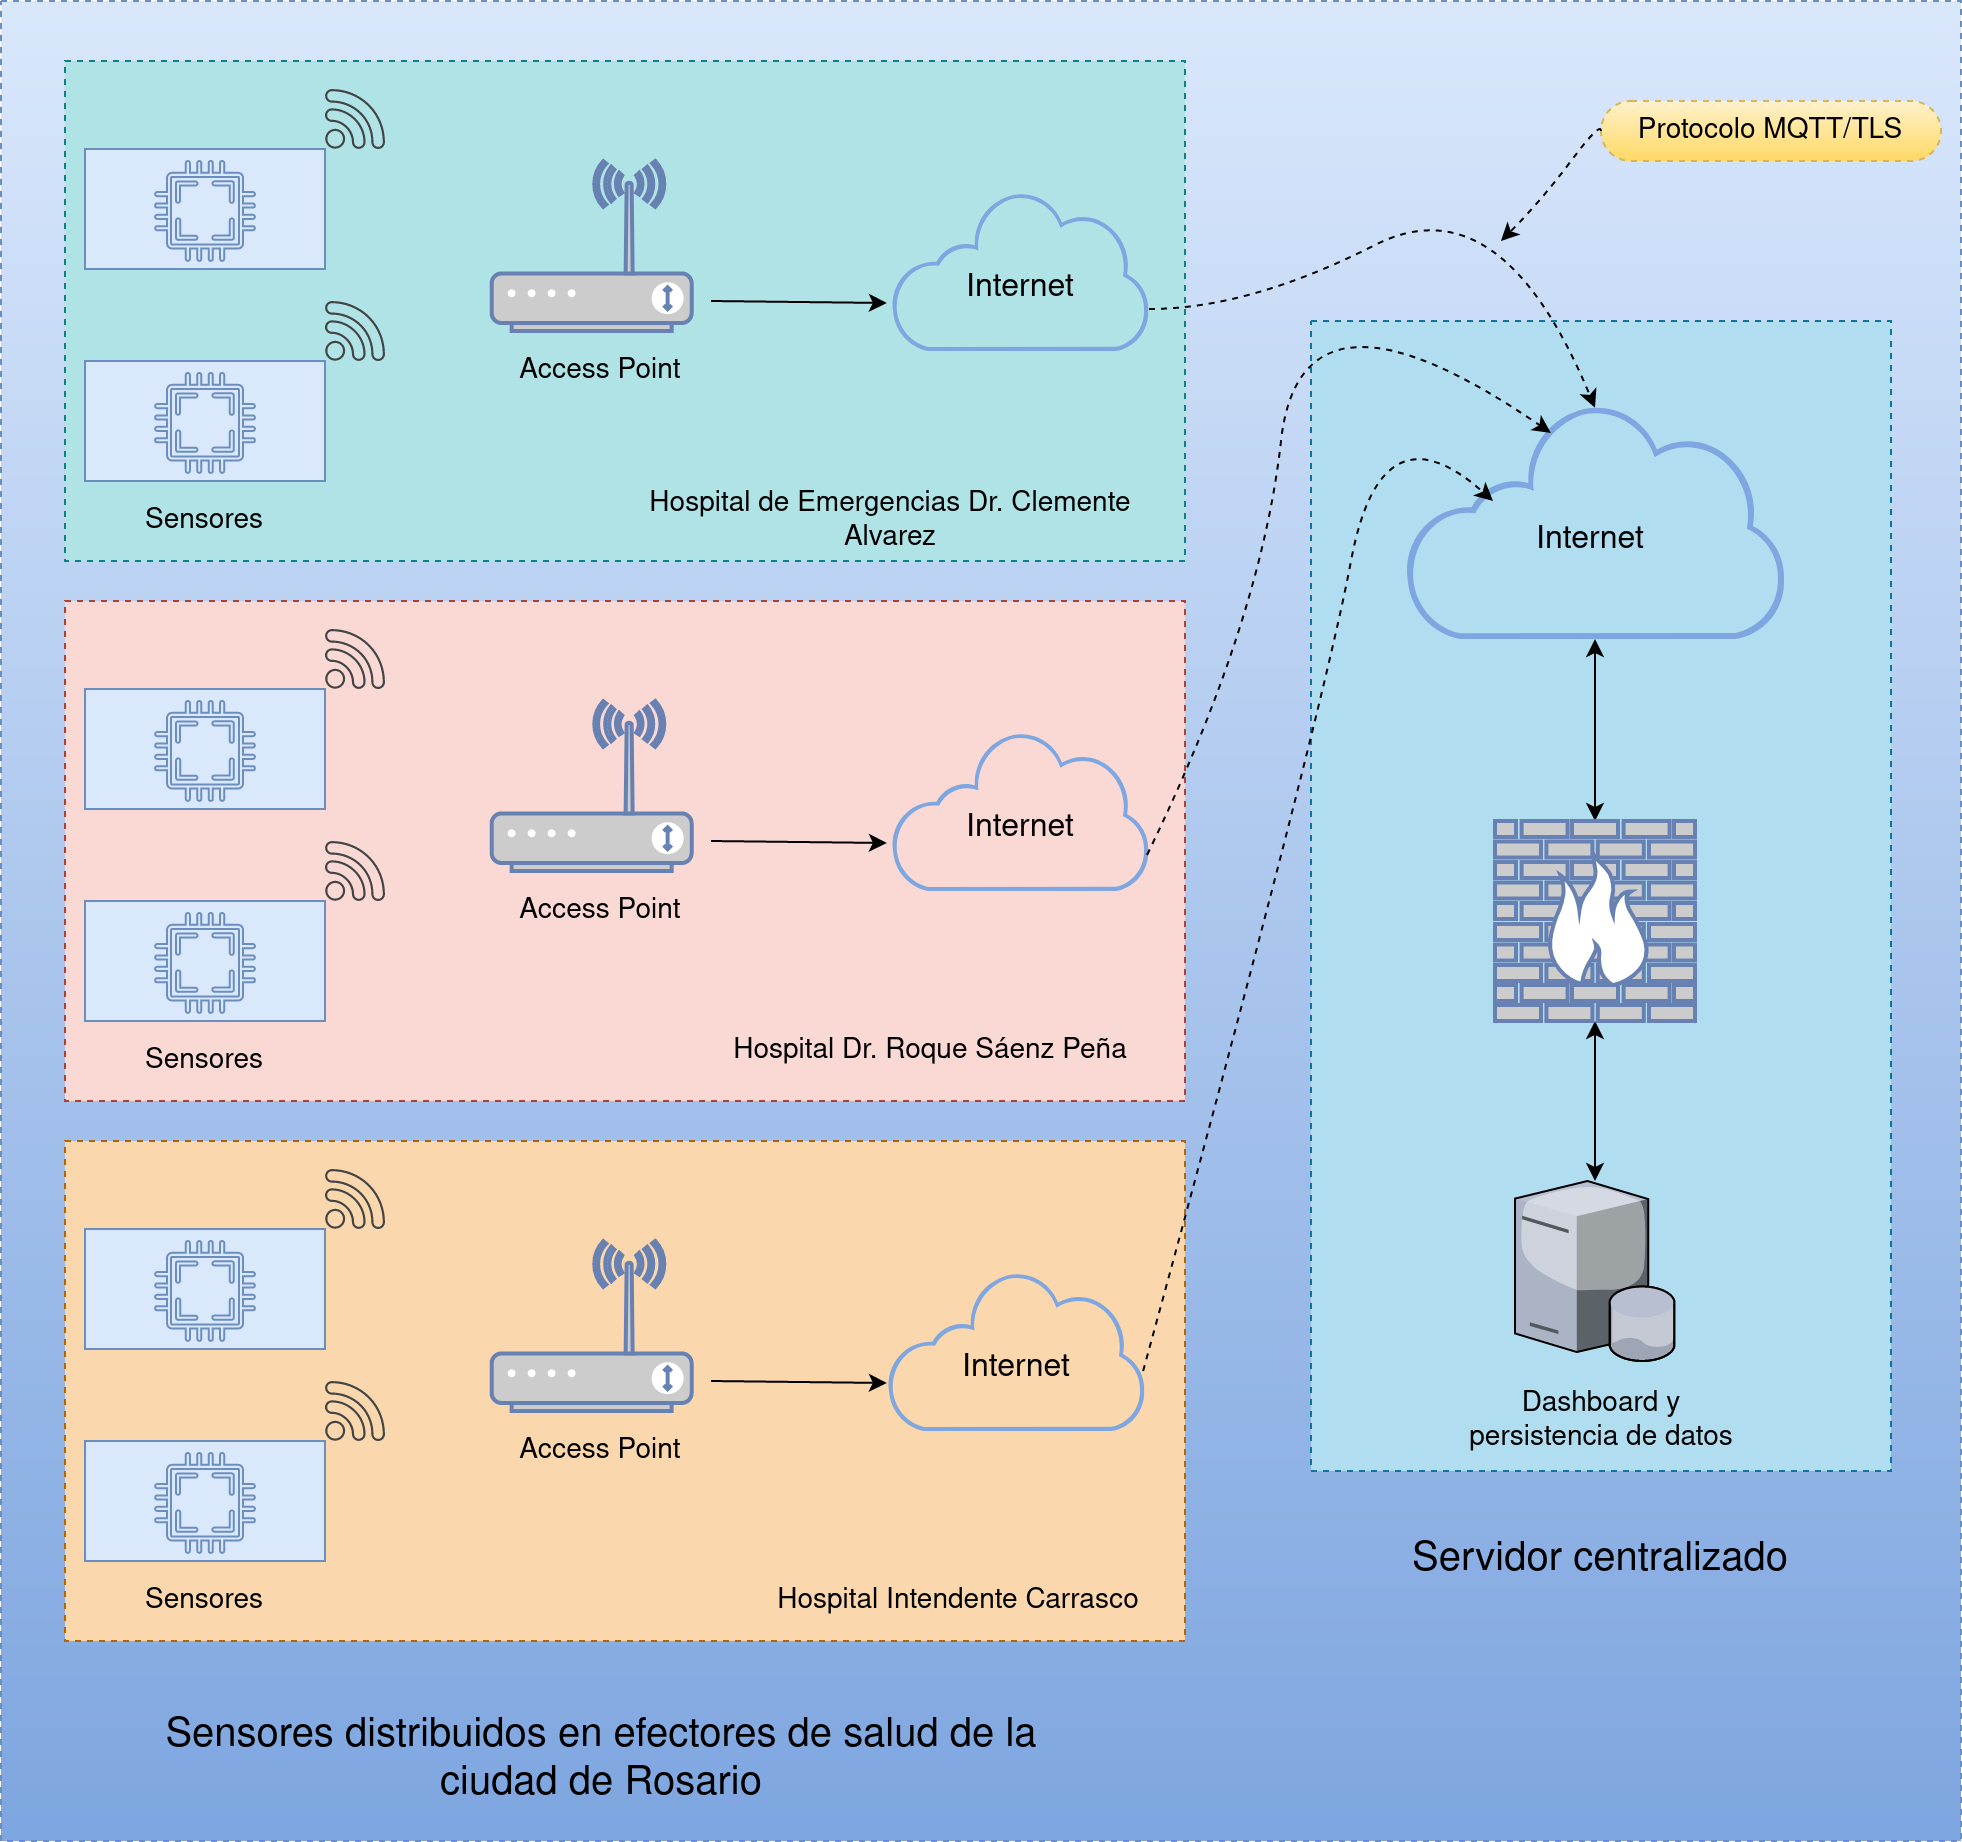 Protocolo MQTT/TLS
Internet
Access Point
Sensores
Hospital de Emergencias Dr. Clemente
Alvarez
Internet
Access Point
Sensores
Hospital Dr. Roque Sáenz Peña
Internet
Access Point
Sensores
Hospital Intendente Carrasco
Sensores distribuidos en efectores de salud de la
ciudad de Rosario
Internet
Dashboard y
persistencia de datos
Servidor centralizado